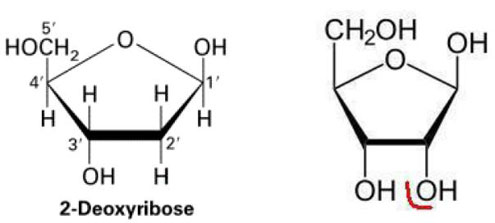 5′
HOCH2 O OH
4′ 1′
H H H H
3′ 2′
OH H
2-Deoxyribose
CH2OH
O OH
OH OH